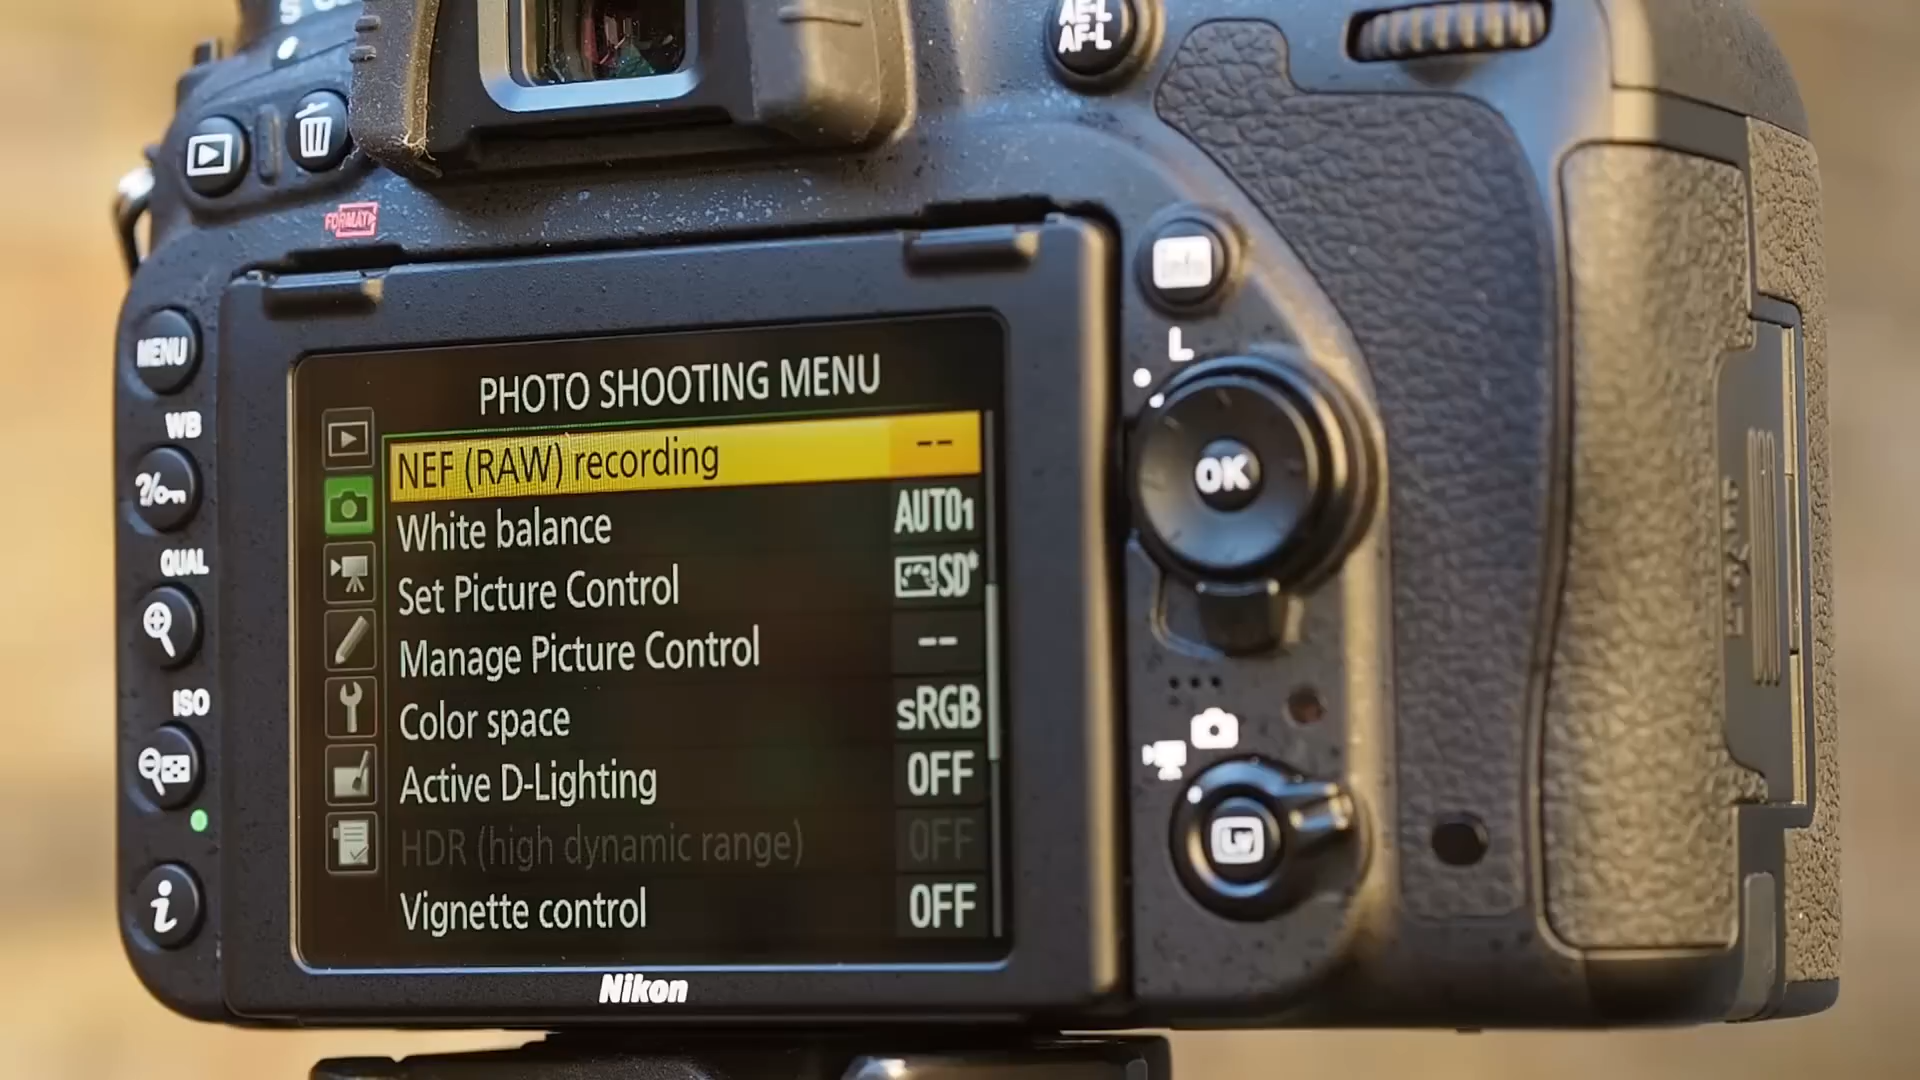 S
AE-L
AF-L
FORMAT
MENU
WB
QUAL
ISO
i
L
OK
Lv
PHOTO SHOOTING MENU
NEF (RAW) recording --
White balance AUTO1
Set Picture Control SD*
Manage Picture Control --
Color space sRGB
Active D-Lighting OFF
HDR (high dynamic range) OFF
Vignette control OFF
Nikon